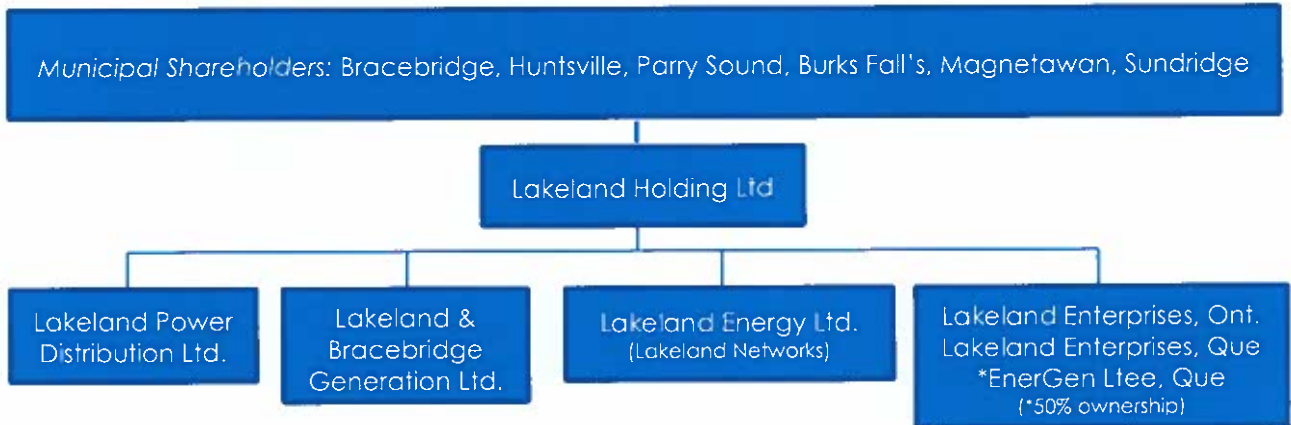 Municipal Shareholders: Bracebridge, Huntsville, Parry Sound, Burks Fall's, Magnetawan, Sundridge
Lakeland Holding Ltd
Lakeland Power
Distribution Ltd.
Lakeland &
Bracebridge
Generation Ltd.
Lakeland Energy Ltd.
(Lakeland Networks)
Lakeland Enterprises, Ont.
Lakeland Enterprises, Que
*EnerGen Ltee, Que
(*50% ownership)